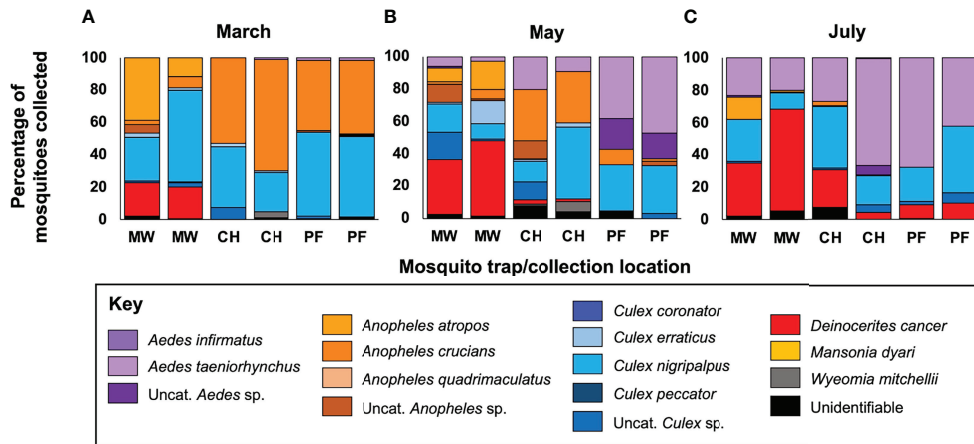 A
March
B
May
C
July
Percentage of
mosquitoes collected
100
80
60
40
20
0
100
80
60
40
20
0
100
80
60
40
20
0
MW MW CH CH PF PF
MW MW CH CH PF PF
MW MW CH CH PF PF
Mosquito trap/collection location
Key
Aedes infirmatus
Aedes taeniorhynchus
Uncat. Aedes sp.
Anopheles atropos
Anopheles crucians
Anopheles quadrimaculatus
Uncat. Anopheles sp.
Culex coronator
Culex erraticus
Culex nigripalpus
Culex peccator
Uncat. Culex sp.
Deinocerites cancer
Mansonia dyari
Wyeomia mitchellii
Unidentifiable